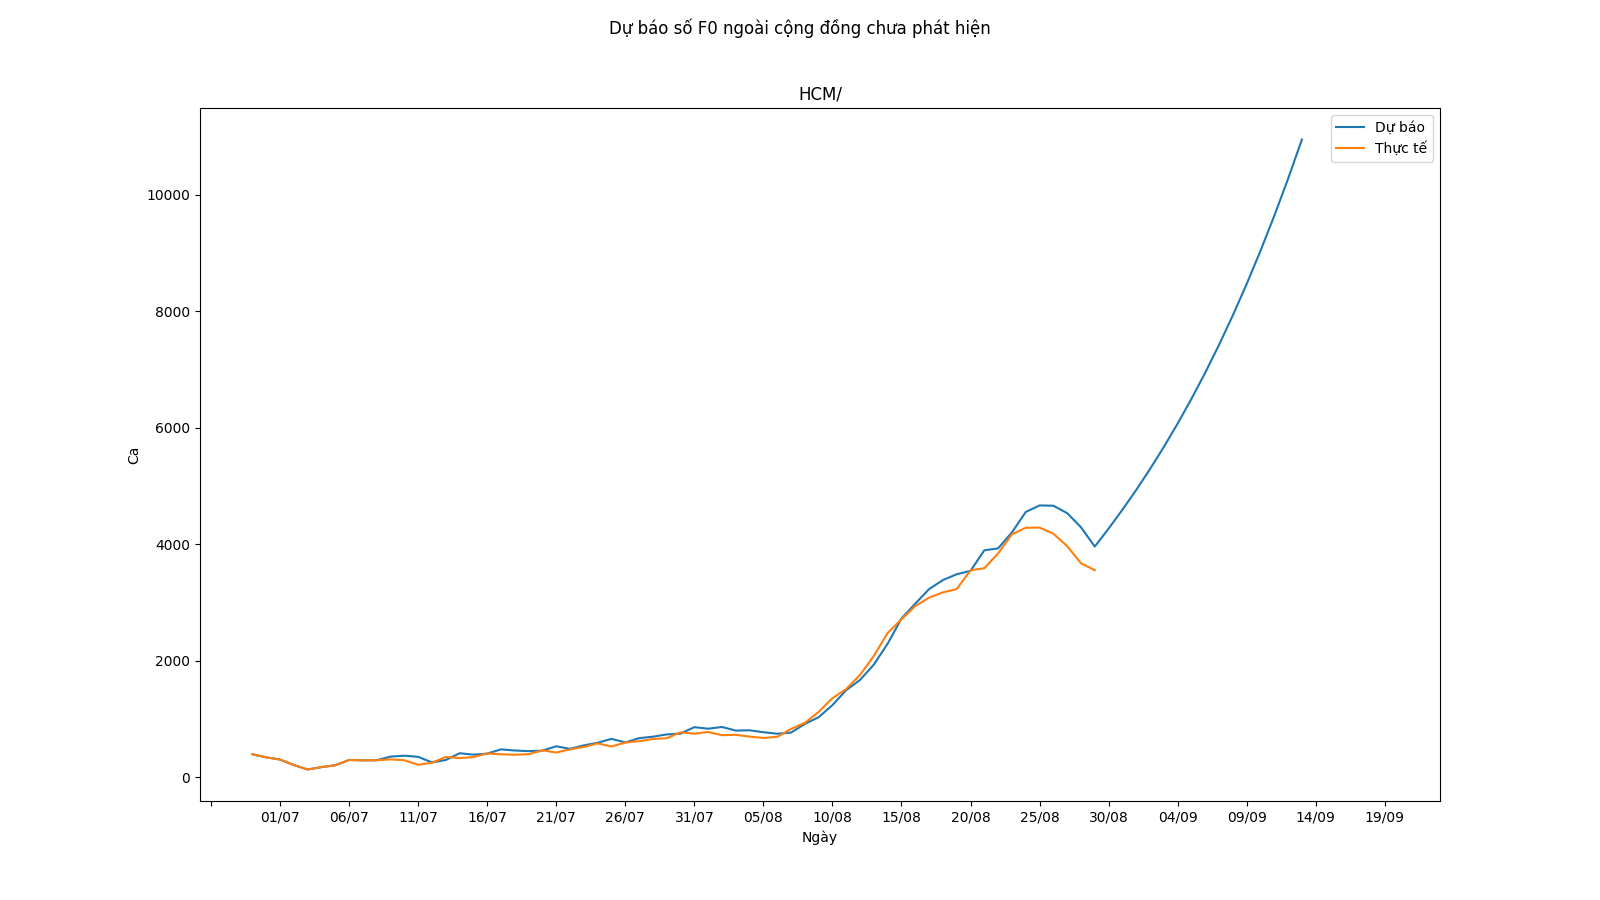 Dự báo số F0 ngoài cộng đồng chưa phát hiện
HCM/
Dự báo
Thực tế
10000
8000
6000
4000
2000
0
Ca
01/07 06/07 11/07 16/07 21/07 26/07 31/07 05/08 10/08 15/08 20/08 25/08 30/08 04/09 09/09 14/09 19/09
Ngày